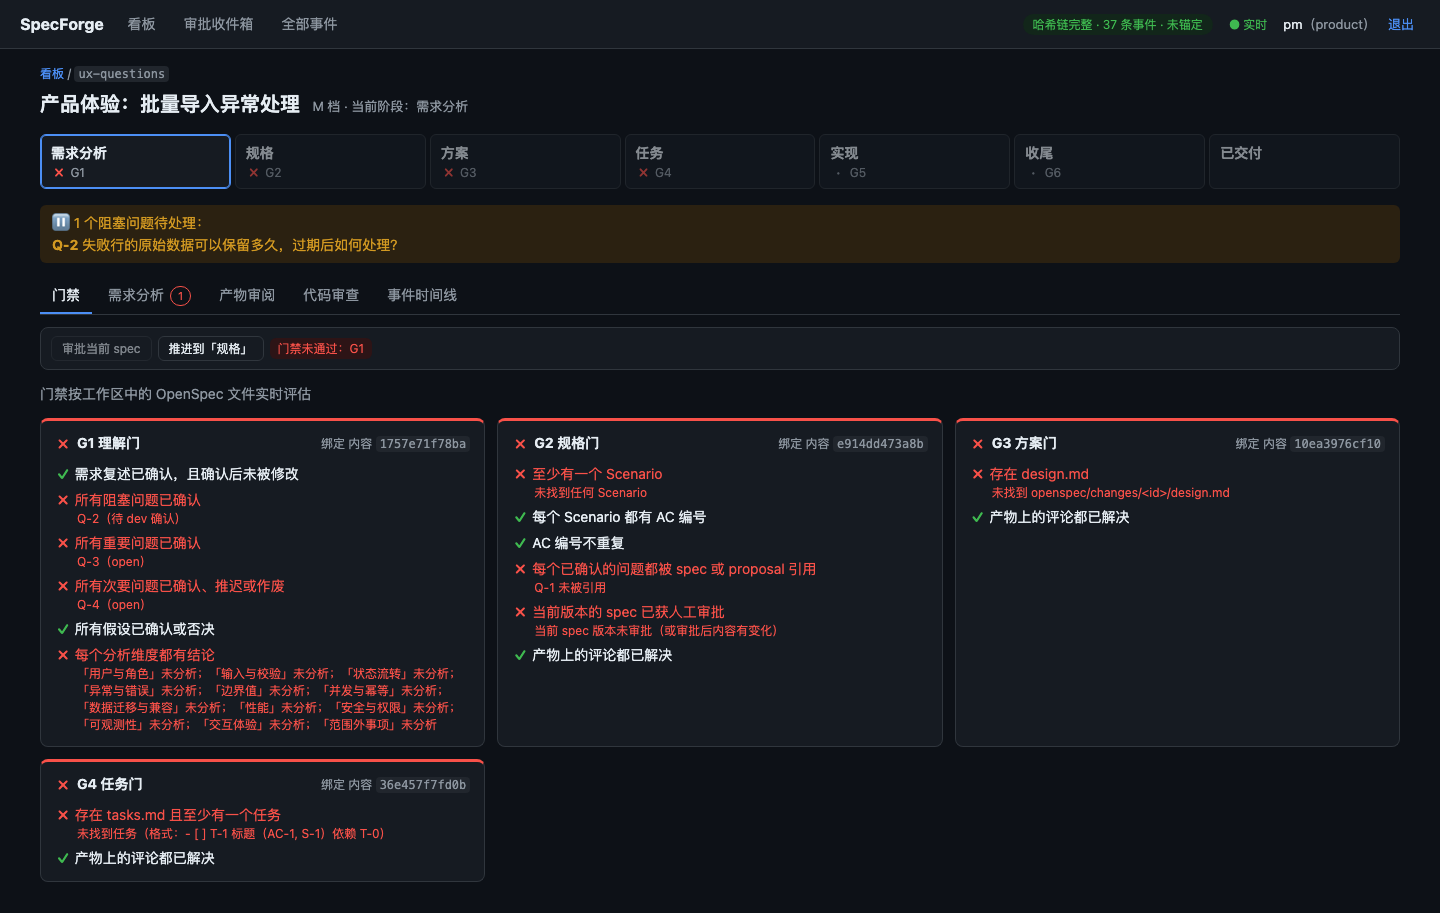 SpecForge 看板 审批收件箱 全部事件 哈希链完整 · 37 条事件 · 未锚定 实时 pm (product) 退出
看板 / ux-questions
产品体验：批量导入异常处理 M 档 · 当前阶段：需求分析
需求分析 规格 方案 任务 实现 收尾 已交付
✕ G1 ✕ G2 ✕ G3 ✕ G4 · G5 · G6
⏸ 1 个阻塞问题待处理：
Q-2 失败行的原始数据可以保留多久，过期后如何处理?
门禁 需求分析 1 产物审阅 代码审查 事件时间线
审批当前 spec 推进到「规格」 门禁未通过：G1
门禁按工作区中的 OpenSpec 文件实时评估
✕ G1 理解门 绑定 内容 1757e71f78ba
✓ 需求复述已确认，且确认后未被修改
✕ 所有阻塞问题已确认
Q-2（待 dev 确认）
✕ 所有重要问题已确认
Q-3（open）
✕ 所有次要问题已确认、推迟或作废
Q-4（open）
✓ 所有假设已确认或否决
✕ 每个分析维度都有结论
「用户与角色」未分析；「输入与校验」未分析；「状态流转」未分析；
「异常与错误」未分析；「边界值」未分析；「并发与幂等」未分析；
「数据迁移与兼容」未分析；「性能」未分析；「安全与权限」未分析；
「可观测性」未分析；「交互体验」未分析；「范围外事项」未分析
✕ G2 规格门 绑定 内容 e914dd473a8b
✕ 至少有一个 Scenario
未找到任何 Scenario
✓ 每个 Scenario 都有 AC 编号
✓ AC 编号不重复
✕ 每个已确认的问题都被 spec 或 proposal 引用
Q-1 未被引用
✕ 当前版本的 spec 已获人工审批
当前 spec 版本未审批（或审批后内容有变化）
✓ 产物上的评论都已解决
✕ G3 方案门 绑定 内容 10ea3976cf10
✕ 存在 design.md
未找到 openspec/changes/<id>/design.md
✓ 产物上的评论都已解决
✕ G4 任务门 绑定 内容 36e457f7fd0b
✕ 存在 tasks.md 且至少有一个任务
未找到任务（格式：- [ ] T-1 标题（AC-1, S-1）依赖 T-0）
✓ 产物上的评论都已解决